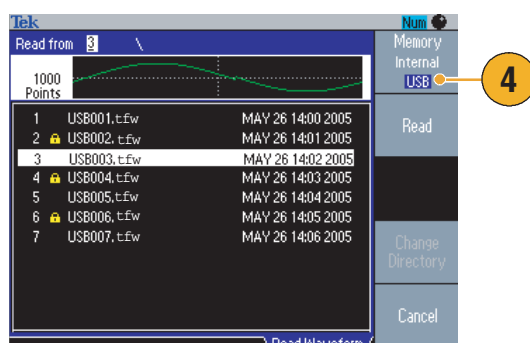 Tek
Num
Read from 3 \
Memory
Internal
USB
4
1000
Points
Read
1 USB001.tfw MAY 26 14:00 2005
2 USB002.tfw MAY 26 14:01 2005
3 USB003.tfw MAY 26 14:02 2005
4 USB004.tfw MAY 26 14:03 2005
5 USB005.tfw MAY 26 14:04 2005
6 USB006.tfw MAY 26 14:05 2005
7 USB007.tfw MAY 26 14:06 2005
Change
Directory
Cancel
Read Waveform